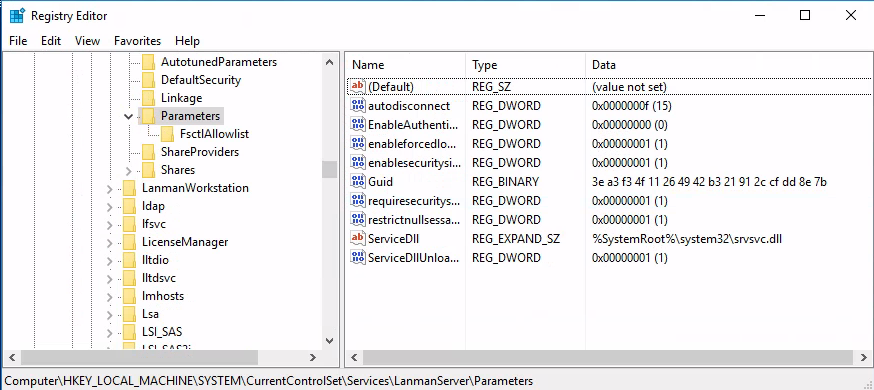 Registry Editor
File Edit View Favorites Help
AutotunedParameters
DefaultSecurity
Linkage
Parameters
FsctlAllowlist
ShareProviders
Shares
LanmanWorkstation
ldap
lfsvc
LicenseManager
lltdio
lltdsvc
lmhosts
Lsa
LSI_SAS
LSI_SAS2i
Name Type Data
ab (Default) REG_SZ (value not set)
autodisconnect REG_DWORD 0x0000000f (15)
EnableAuthenti... REG_DWORD 0x00000000 (0)
enableforcedlo... REG_DWORD 0x00000001 (1)
enablesecuritysi... REG_DWORD 0x00000001 (1)
Guid REG_BINARY 3e a3 f3 4f 11 26 49 42 b3 21 91 2c cf dd 8e 7b
requiresecuritys... REG_DWORD 0x00000001 (1)
restrictnullsessa... REG_DWORD 0x00000001 (1)
ab ServiceDll REG_EXPAND_SZ %SystemRoot%\system32\srvsvc.dll
ServiceDllUnloa... REG_DWORD 0x00000001 (1)
Computer\HKEY_LOCAL_MACHINE\SYSTEM\CurrentControlSet\Services\LanmanServer\Parameters